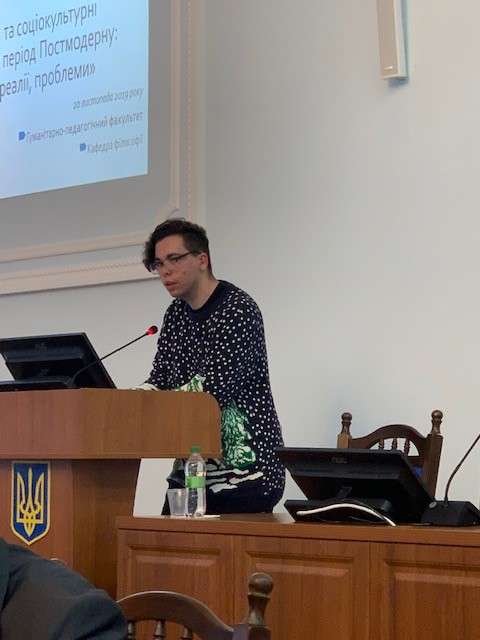 та соціокультурні
період Постмодерну:
реалії, проблеми»
20 листопада 2019 року
Гуманітарно-педагогічний факультет
Кафедра філософії